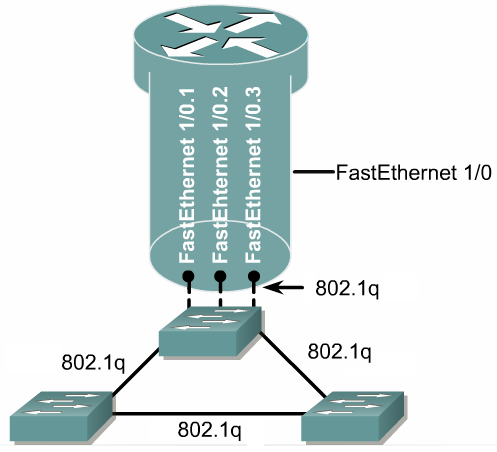 FastEthernet 1/0.1
FastEhternet 1/0.2
FastEthernet 1/0.3
FastEthernet 1/0
802.1q
802.1q
802.1q
802.1q